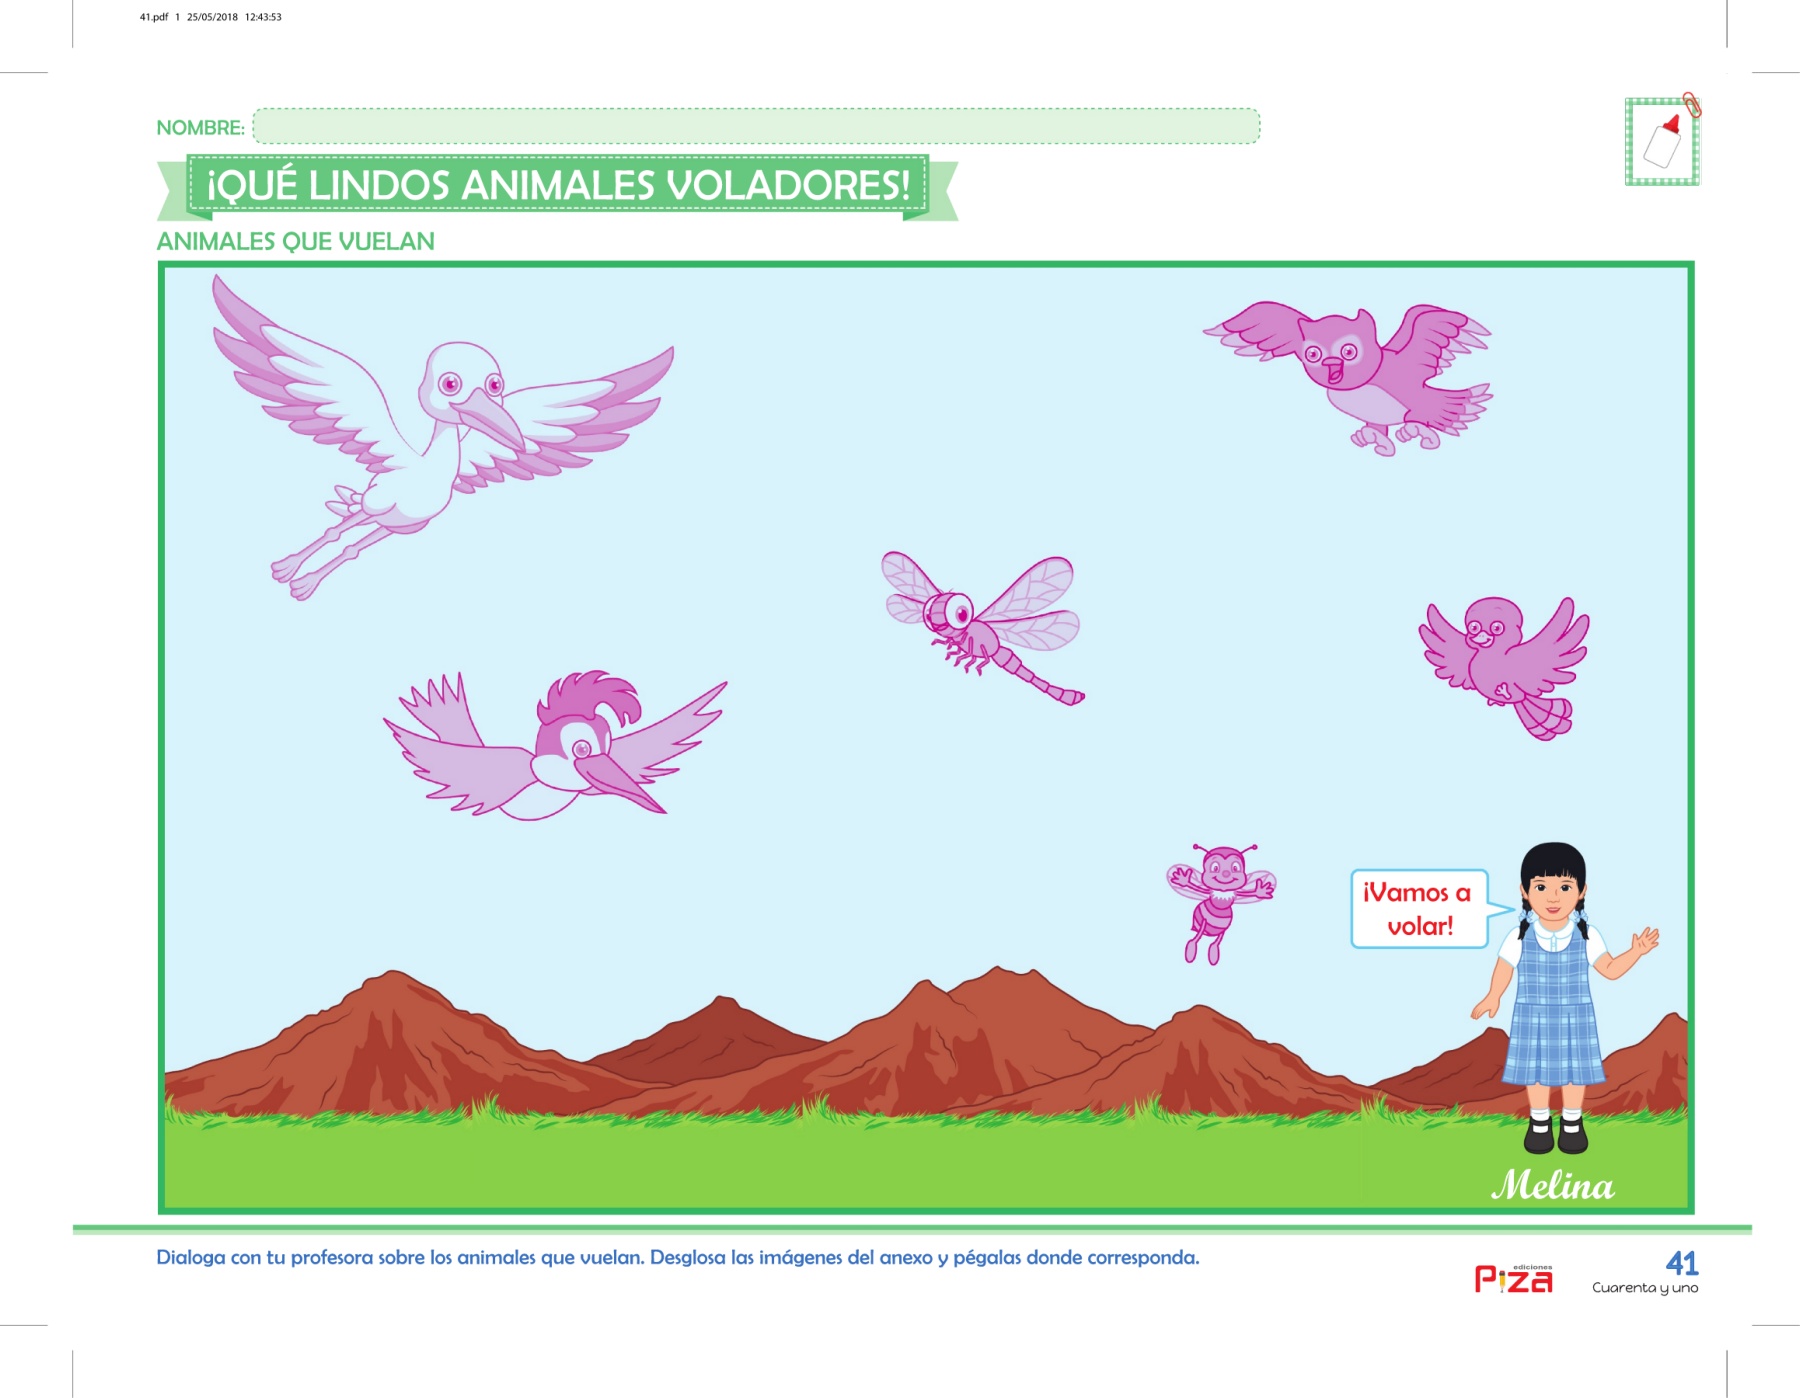 41.pdf 1 25/05/2018 12:43:53
NOMBRE:
¡QUÉ LINDOS ANIMALES VOLADORES!
ANIMALES QUE VUELAN
¡Vamos a
volar!
Melina
Dialoga con tu profesora sobre los animales que vuelan. Desglosa las imágenes del anexo y pégalas donde corresponda.
ediciones
Piza
41
Cuarenta y uno